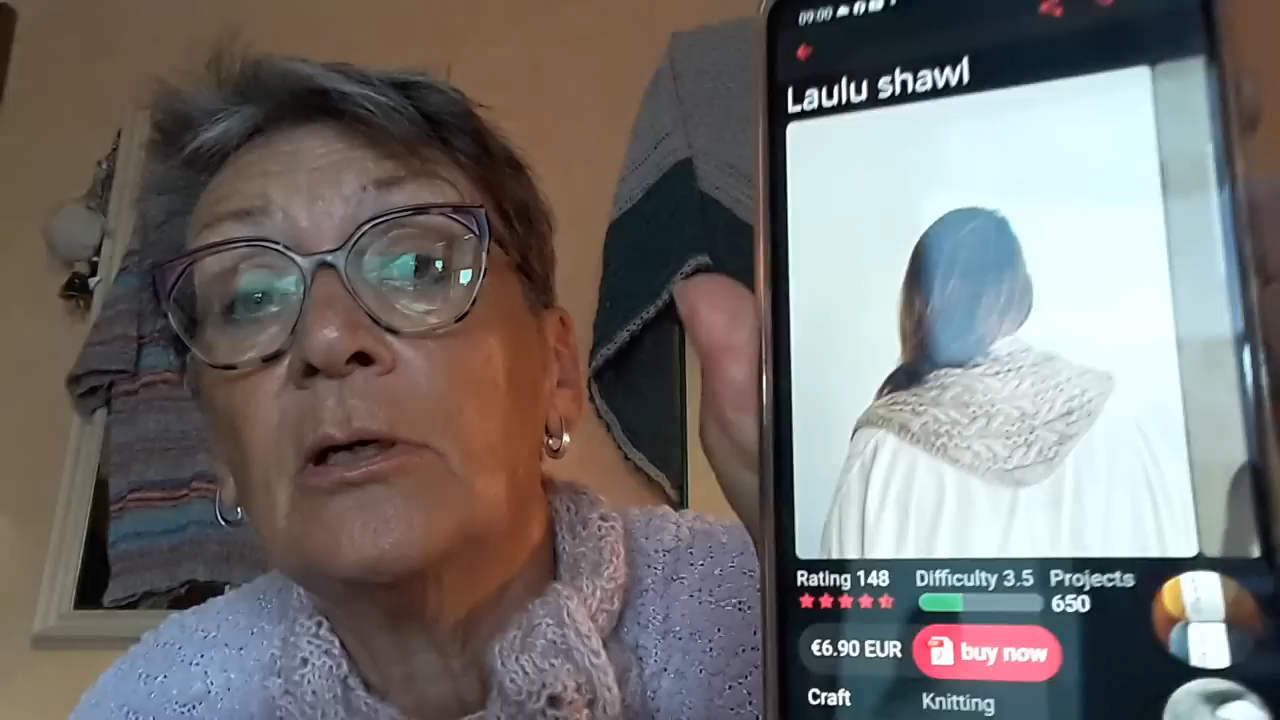 09:00
Laulu shawl
Rating 148 Difficulty 3.5 Projects
650
€6.90 EUR buy now
Craft Knitting